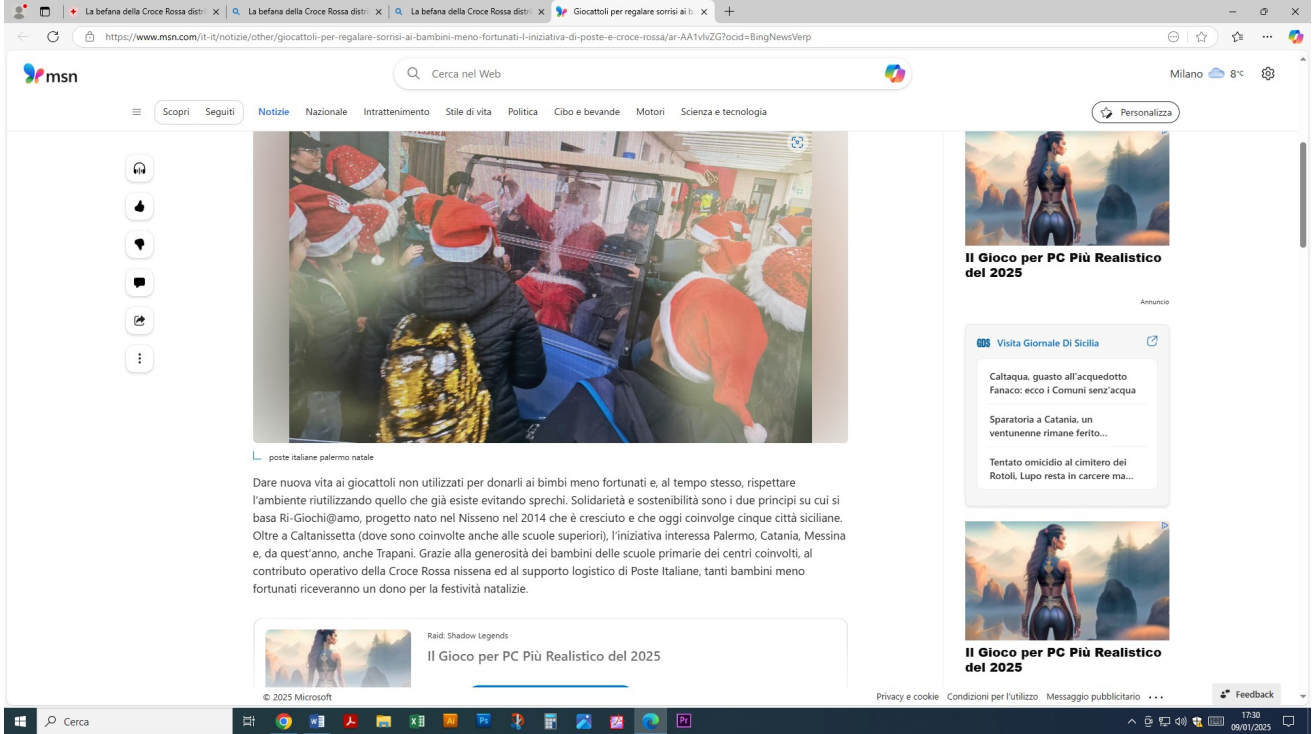 La befana della Croce Rossa distri
La befana della Croce Rossa distri
La befana della Croce Rossa distri
Giocattoli per regalare sorrisi ai b
https://www.msn.com/it-it/notizie/other/giocattoli-per-regalare-sorrisi-ai-bambini-meno-fortunati-l-iniziativa-di-poste-e-croce-rossa/ar-AA1vlvZG?ocid=BingNewsVerp
msn
Cerca nel Web
Milano 8°C
Scopri Seguiti Notizie Nazionale Intrattenimento Stile di vita Politica Cibo e bevande Motori Scienza e tecnologia
Personalizza
poste italiane palermo natale
Dare nuova vita ai giocattoli non utilizzati per donarli ai bimbi meno fortunati e, al tempo stesso, rispettare
l'ambiente riutilizzando quello che già esiste evitando sprechi. Solidarietà e sostenibilità sono i due principi su cui si
basa Ri-Giochi@amo, progetto nato nel Nisseno nel 2014 che è cresciuto e che oggi coinvolge cinque città siciliane.
Oltre a Caltanissetta (dove sono coinvolte anche alle scuole superiori), l'iniziativa interessa Palermo, Catania, Messina
e, da quest'anno, anche Trapani. Grazie alla generosità dei bambini delle scuole primarie dei centri coinvolti, al
contributo operativo della Croce Rossa nissena ed al supporto logistico di Poste Italiane, tanti bambini meno
fortunati riceveranno un dono per la festività natalizie.
Raid: Shadow Legends
Il Gioco per PC Più Realistico del 2025
Il Gioco per PC Più Realistico
del 2025
Annuncio
GDS Visita Giornale Di Sicilia
Caltaqua, guasto all'acquedotto
Fanaco: ecco i Comuni senz'acqua
Sparatoria a Catania, un
ventunenne rimane ferito...
Tentato omicidio al cimitero dei
Rotoli, Lupo resta in carcere ma...
Il Gioco per PC Più Realistico
del 2025
© 2025 Microsoft
Privacy e cookie Condizioni per l'utilizzo Messaggio pubblicitario ...
Feedback
Cerca
Ai
Ps
Pr
17:30
09/01/2025